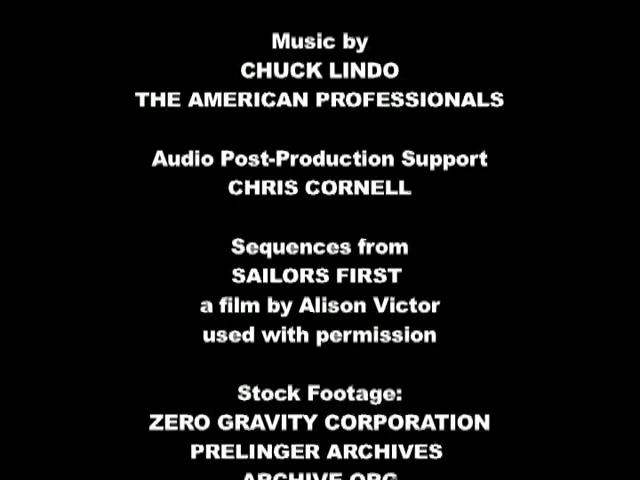 Music by
CHUCK LINDO
THE AMERICAN PROFESSIONALS
Audio Post-Production Support
CHRIS CORNELL
Sequences from
SAILORS FIRST
a film by Alison Victor
used with permission
Stock Footage:
ZERO GRAVITY CORPORATION
PRELINGER ARCHIVES
ARCHIVE.ORG